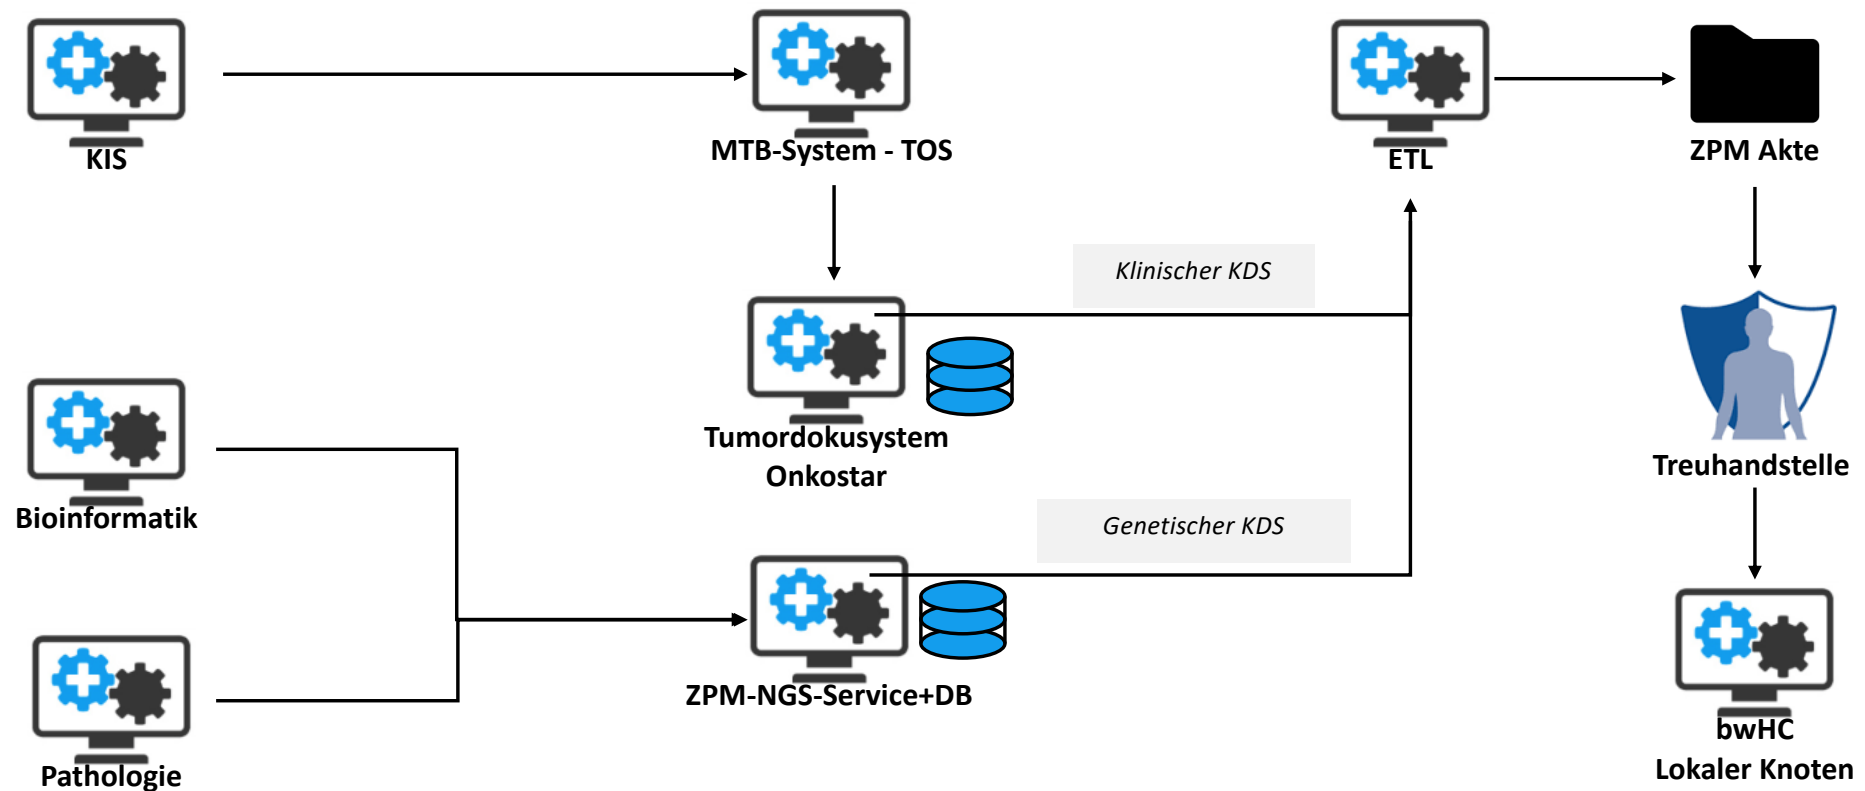 KIS
MTB-System - TOS
ETL
ZPM Akte
Klinischer KDS
Tumordokusystem
Onkostar
Treuhandstelle
Bioinformatik
Genetischer KDS
ZPM-NGS-Service+DB
bwHC
Lokaler Knoten
Pathologie